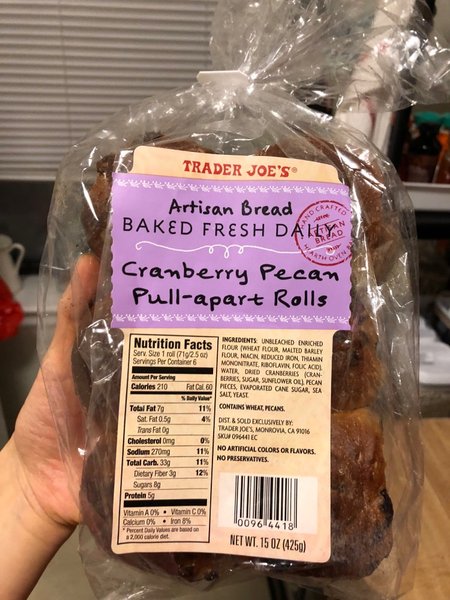 TRADER JOE'S®
Artisan Bread
BAKED FRESH DAILY
HAND CRAFTED
ARTISAN
BREAD
HEARTH OVEN
Cranberry Pecan
Pull-apart Rolls
Nutrition Facts
Serv. Size 1 roll (71g/2.5 oz)
Servings Per Container 6
Amount Per Serving
Calories 210 Fat Cal. 60
% Daily Value*
Total Fat 7g 11%
Sat. Fat 0.5g 4%
Trans Fat 0g
Cholesterol 0mg 0%
Sodium 270mg 11%
Total Carb. 33g 11%
Dietary Fiber 3g 12%
Sugars 8g
Protein 5g
Vitamin A 0% • Vitamin C 0%
Calcium 0% • Iron 8%
* Percent Daily Values are based on
a 2,000 calorie diet.
INGREDIENTS: UNBLEACHED ENRICHED
FLOUR (WHEAT FLOUR, MALTED BARLEY
FLOUR, NIACIN, REDUCED IRON, THIAMIN
MONONITRATE, RIBOFLAVIN, FOLIC ACID),
WATER, DRIED CRANBERRIES (CRAN-
BERRIES, SUGAR, SUNFLOWER OIL), PECAN
PIECES, EVAPORATED CANE SUGAR, SEA
SALT, YEAST.
CONTAINS WHEAT, PECANS.
DIST. & SOLD EXCLUSIVELY BY:
TRADER JOE'S, MONROVIA, CA 91016
SKU# 096441 EC
NO ARTIFICIAL COLORS OR FLAVORS.
NO PRESERVATIVES.
0096 4418
NET WT. 15 OZ (425g)